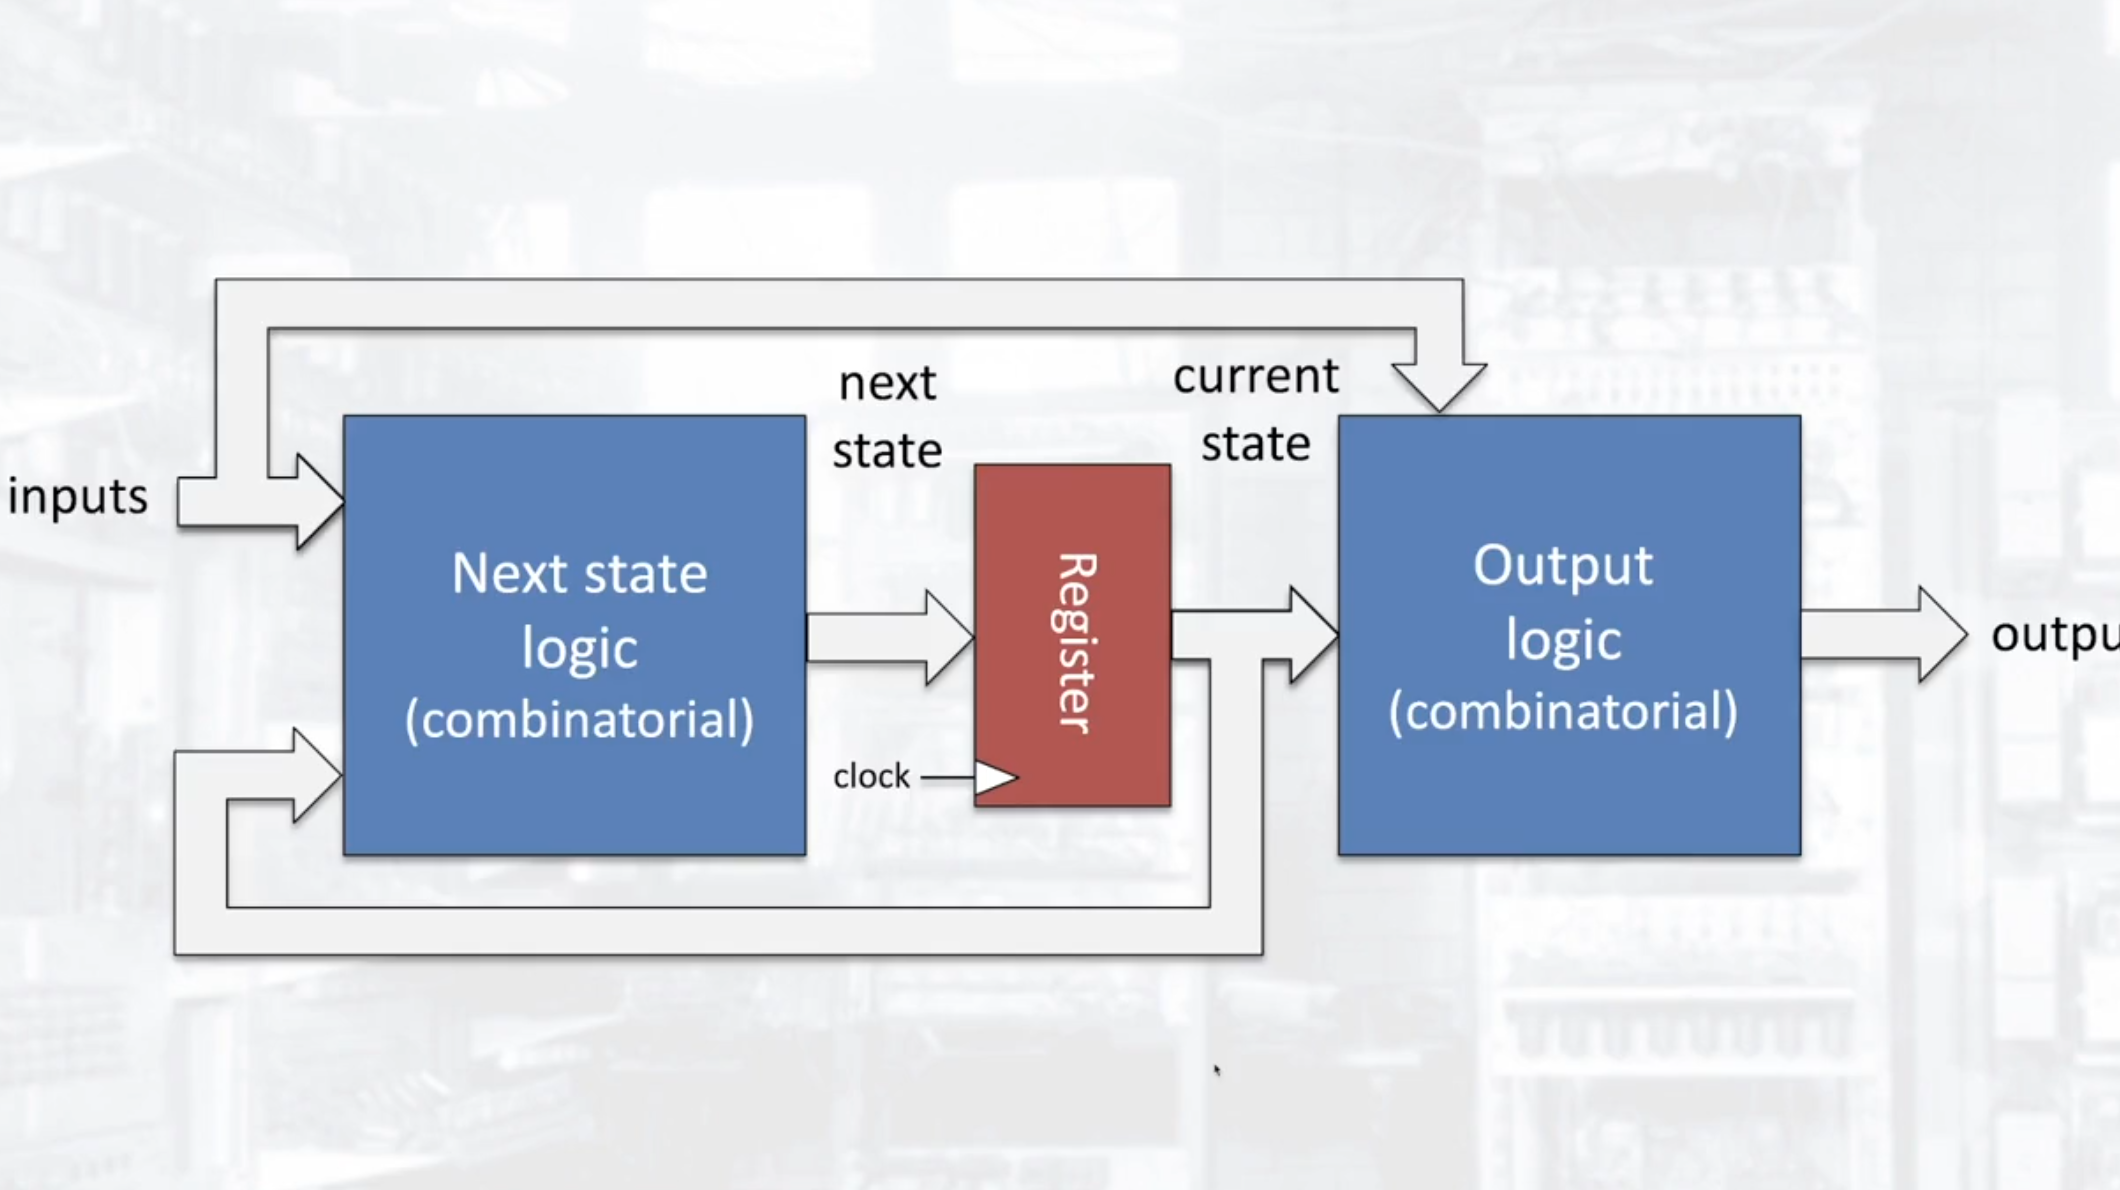 inputs
Next state
logic
(combinatorial)
next
state
clock
Register
current
state
Output
logic
(combinatorial)
outpu